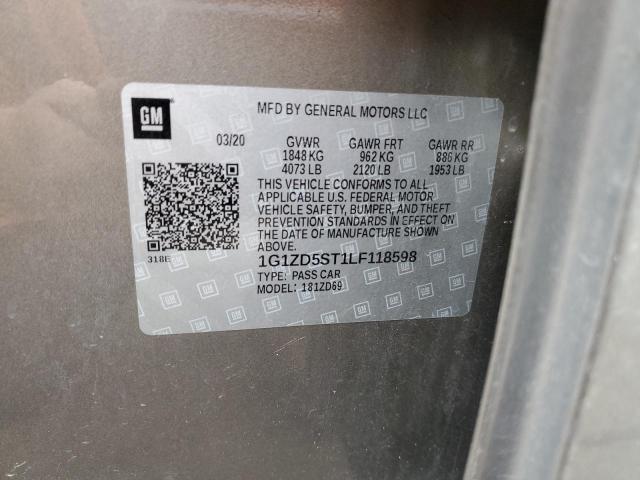 GM
MFD BY GENERAL MOTORS LLC
03/20 GVWR GAWR FRT GAWR RR
1848 KG 962 KG 886 KG
4073 LB 2120 LB 1953 LB
THIS VEHICLE CONFORMS TO ALL
APPLICABLE U.S. FEDERAL MOTOR
VEHICLE SAFETY, BUMPER, AND THEFT
PREVENTION STANDARDS IN EFFECT ON
THE DATE OF MANUFACTURE SHOWN
ABOVE.
318E
1G1ZD5ST1LF118598
TYPE: PASS CAR
MODEL: 181ZD69